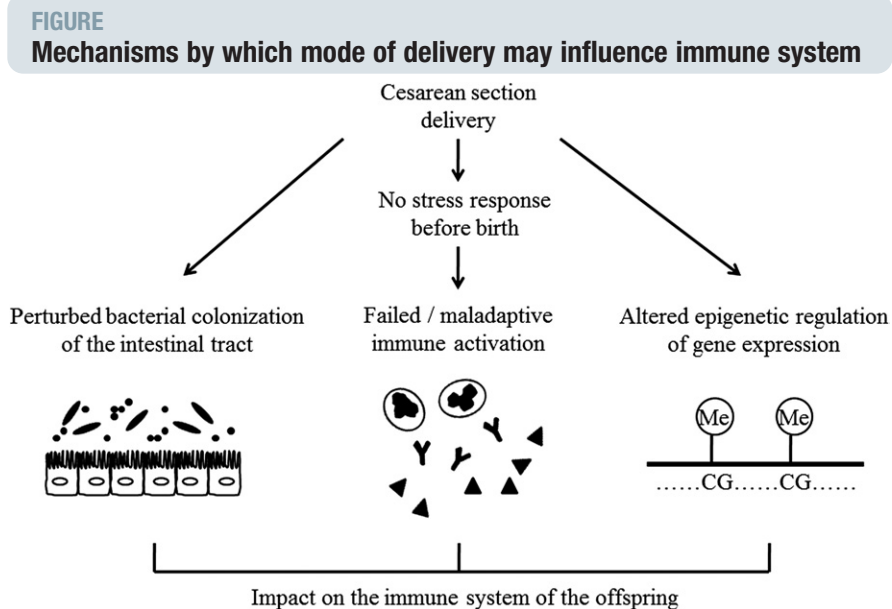 FIGURE
Mechanisms by which mode of delivery may influence immune system
Cesarean section
delivery
No stress response
before birth
Perturbed bacterial colonization
of the intestinal tract
Failed / maladaptive
immune activation
Altered epigenetic regulation
of gene expression
Me Me
......CG......CG......
Impact on the immune system of the offspring